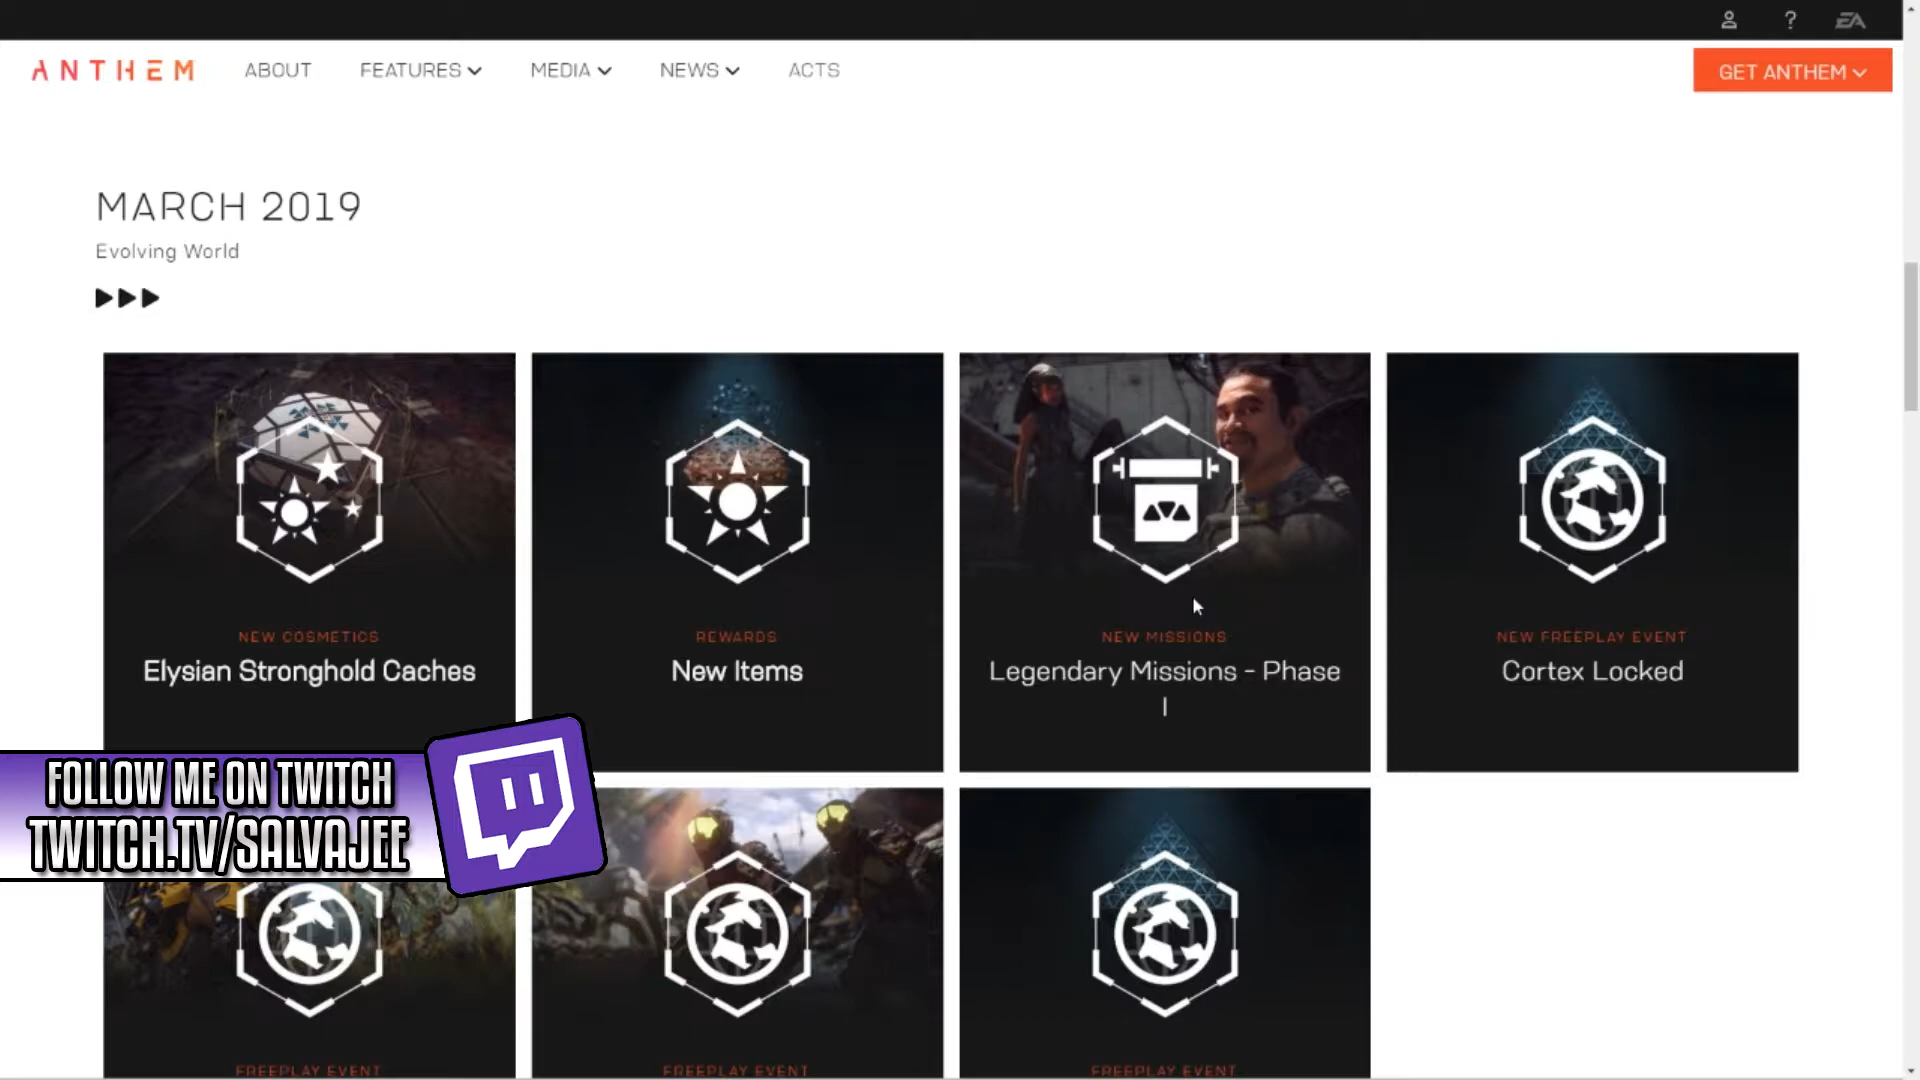 ?
EA
ANTHEM
ABOUT
FEATURES
MEDIA
NEWS
ACTS
GET ANTHEM
MARCH 2019
Evolving World
NEW COSMETICS
Elysian Stronghold Caches
REWARDS
New Items
NEW MISSIONS
Legendary Missions - Phase
I
NEW FREEPLAY EVENT
Cortex Locked
FOLLOW ME ON TWITCH
TWITCH.TV/SALVAJEE
FREEPLAY EVENT
FREEPLAY EVENT
FREEPLAY EVENT